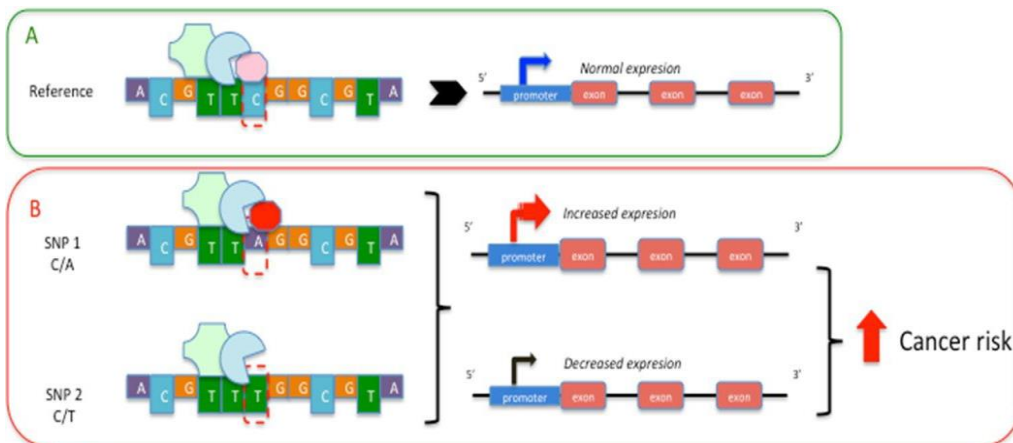 A
Reference
A C G T T C G G C G T A
5' Normal expresion 3'
promoter exon exon exon
B
SNP 1
C/A
A C G T T A G G C G T A
5' Increased expresion 3'
promoter exon exon exon
SNP 2
C/T
A C G T T T G G C G T A
5' Decreased expresion 3'
promoter exon exon exon
Cancer risk